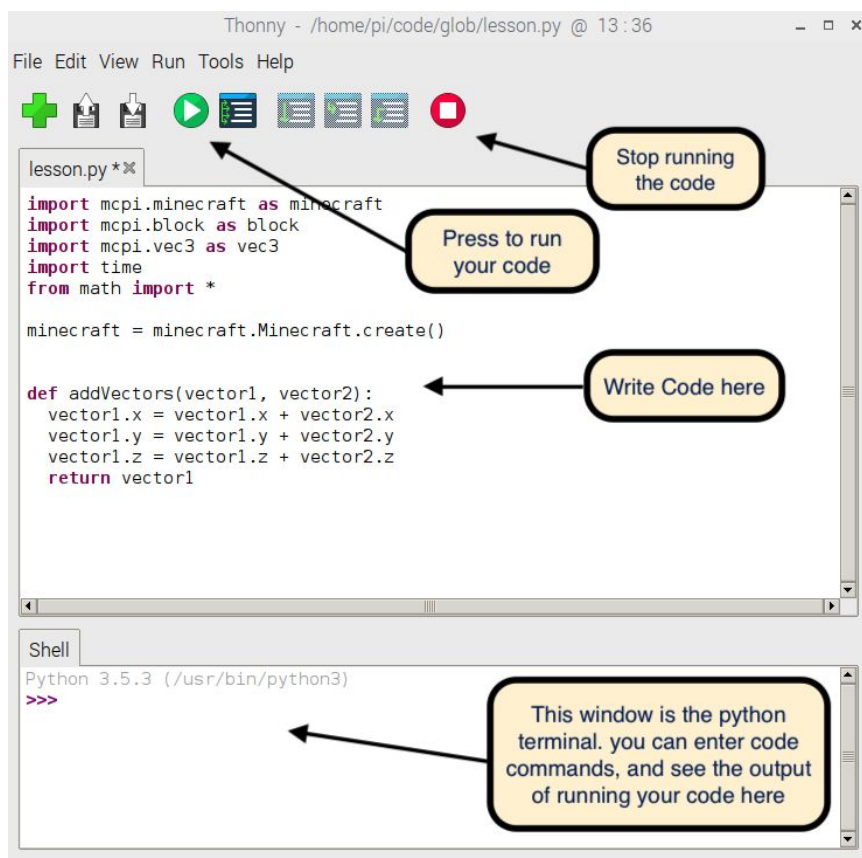 Thonny - /home/pi/code/glob/lesson.py @ 13 : 36
File Edit View Run Tools Help
Stop running
the code
lesson.py *
import mcpi.minecraft as minecraft
import mcpi.block as block
import mcpi.vec3 as vec3
import time
from math import *
Press to run
your code
minecraft = minecraft.Minecraft.create()
Write Code here
def addVectors(vector1, vector2):
  vector1.x = vector1.x + vector2.x
  vector1.y = vector1.y + vector2.y
  vector1.z = vector1.z + vector2.z
  return vector1
Shell
Python 3.5.3 (/usr/bin/python3)
>>>
This window is the python
terminal. you can enter code
commands, and see the output
of running your code here